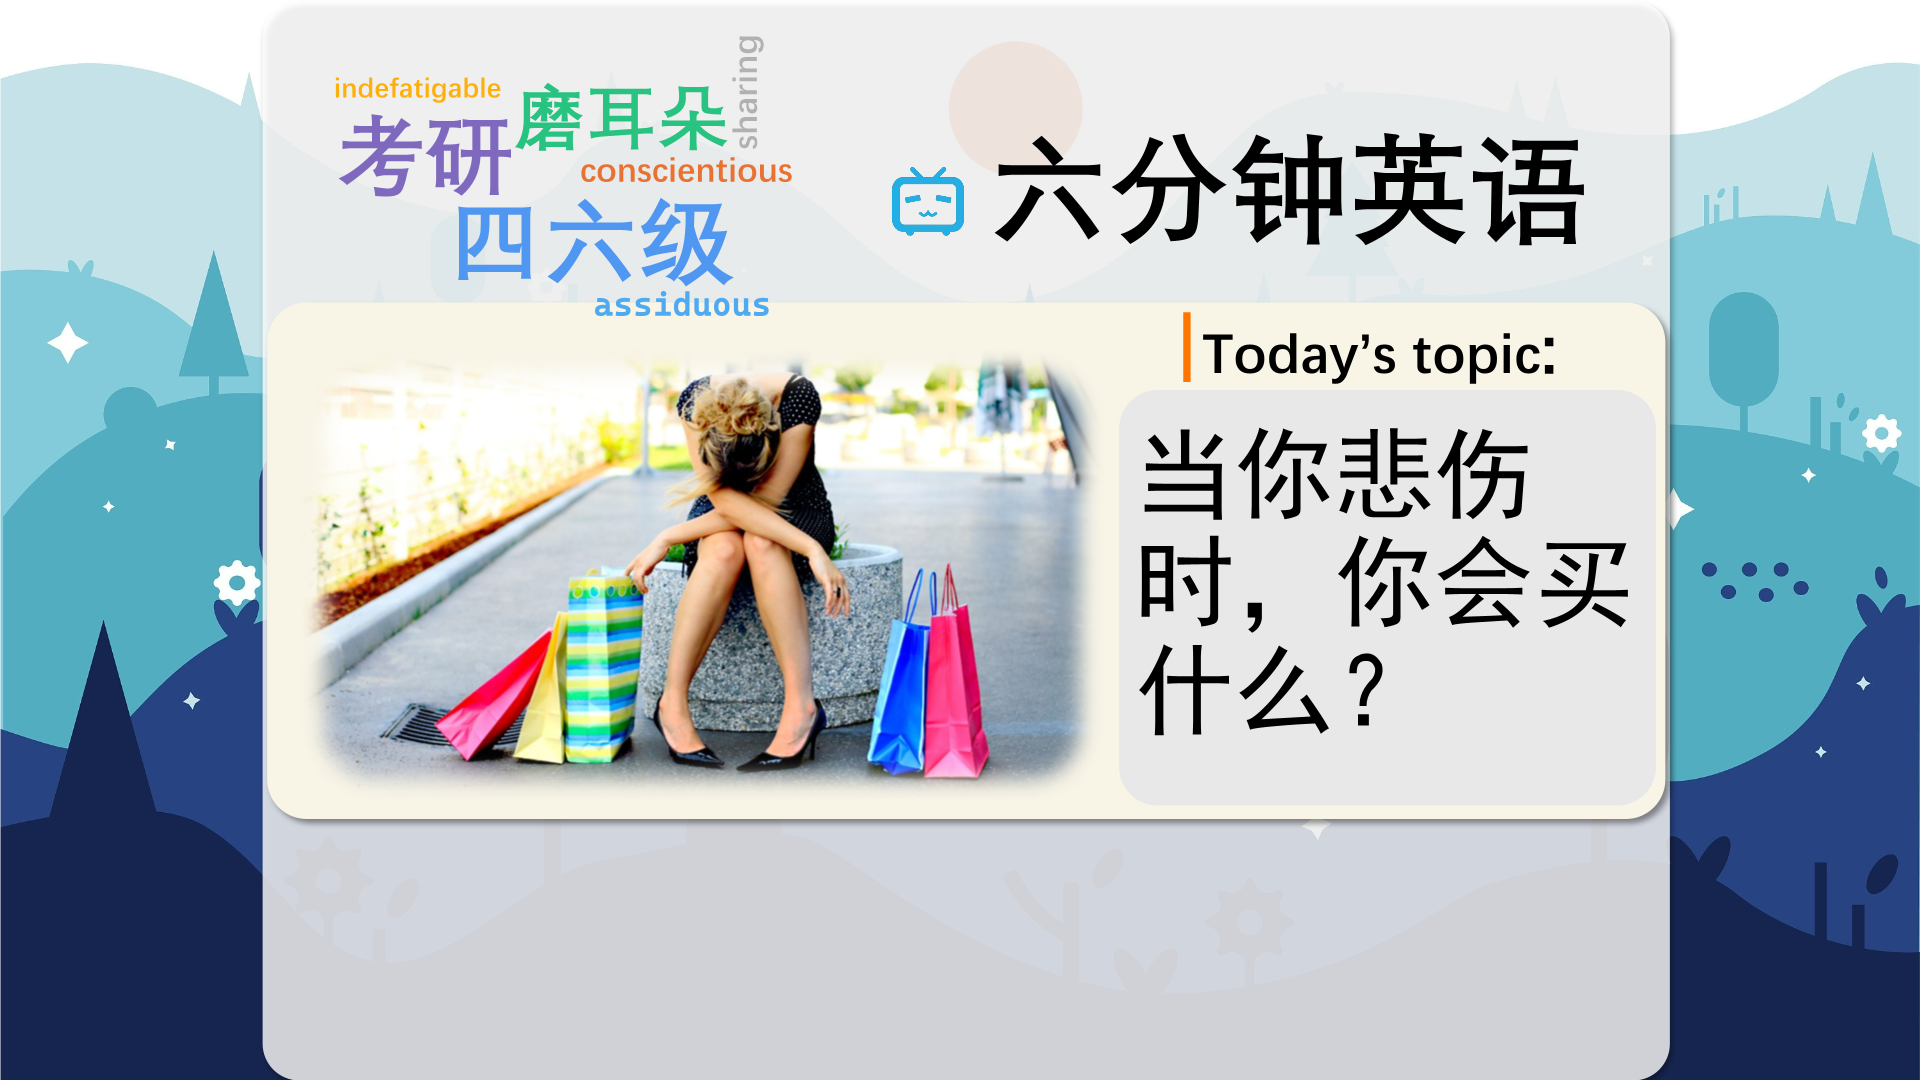 indefatigable
sharing
考研
磨耳朵
conscientious
四六级
assiduous
六分钟英语
Today’s topic:
当你悲伤
时，你会买
什么?